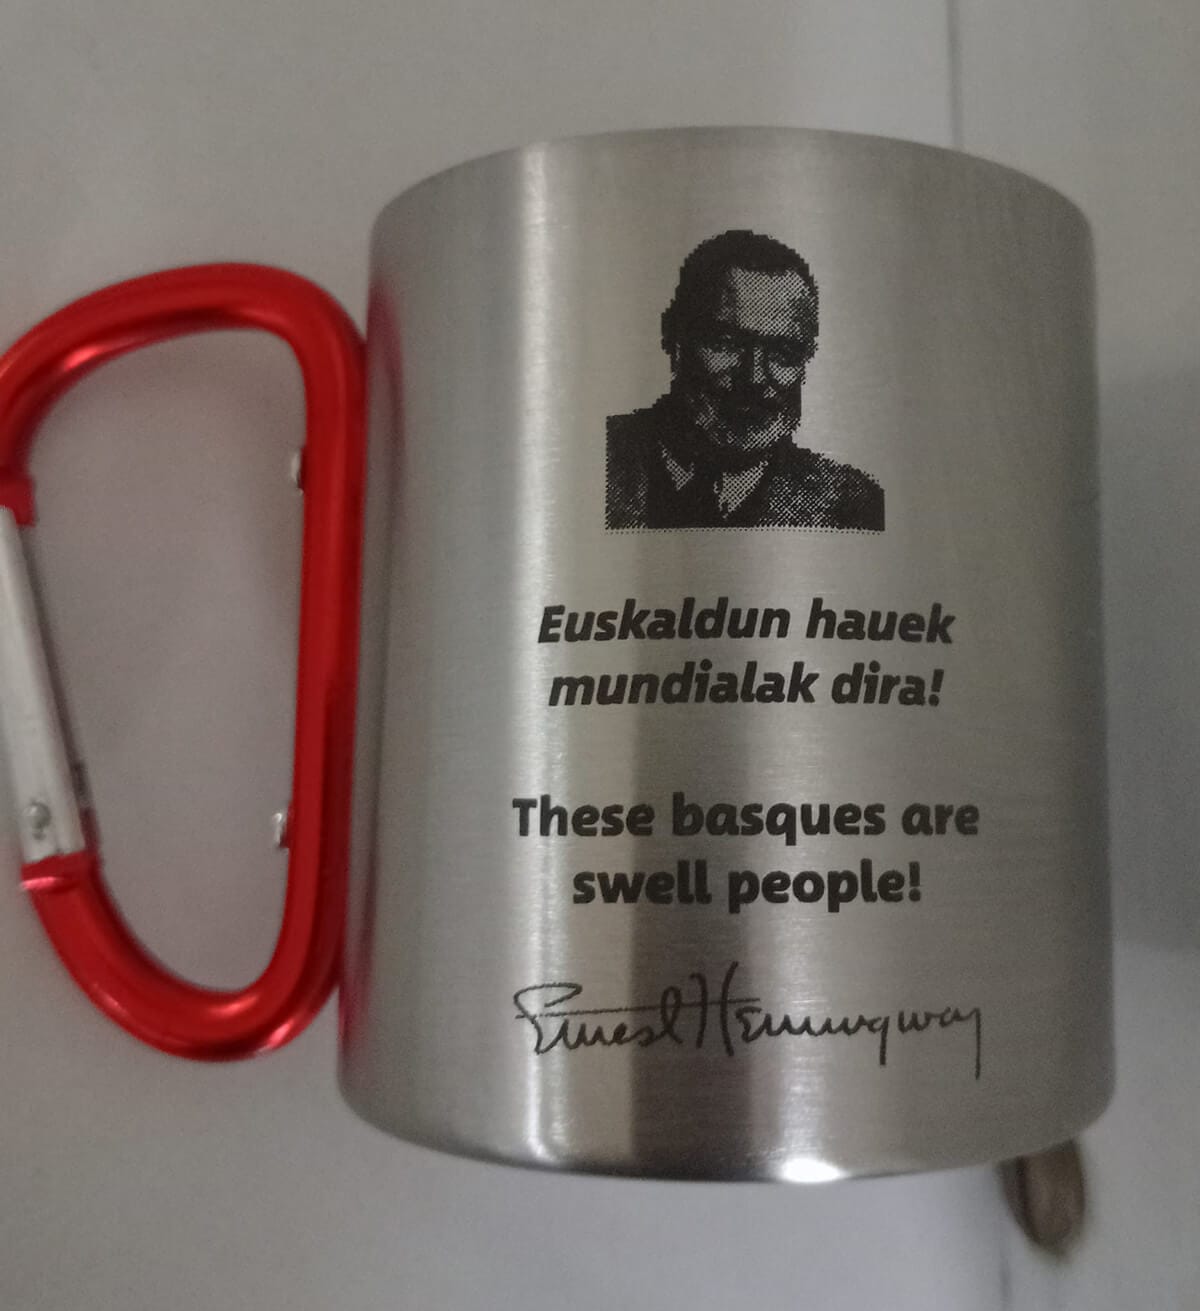 Euskaldun hauek
mundialak dira!
These basques are
swell people!
Ernest Hemingway